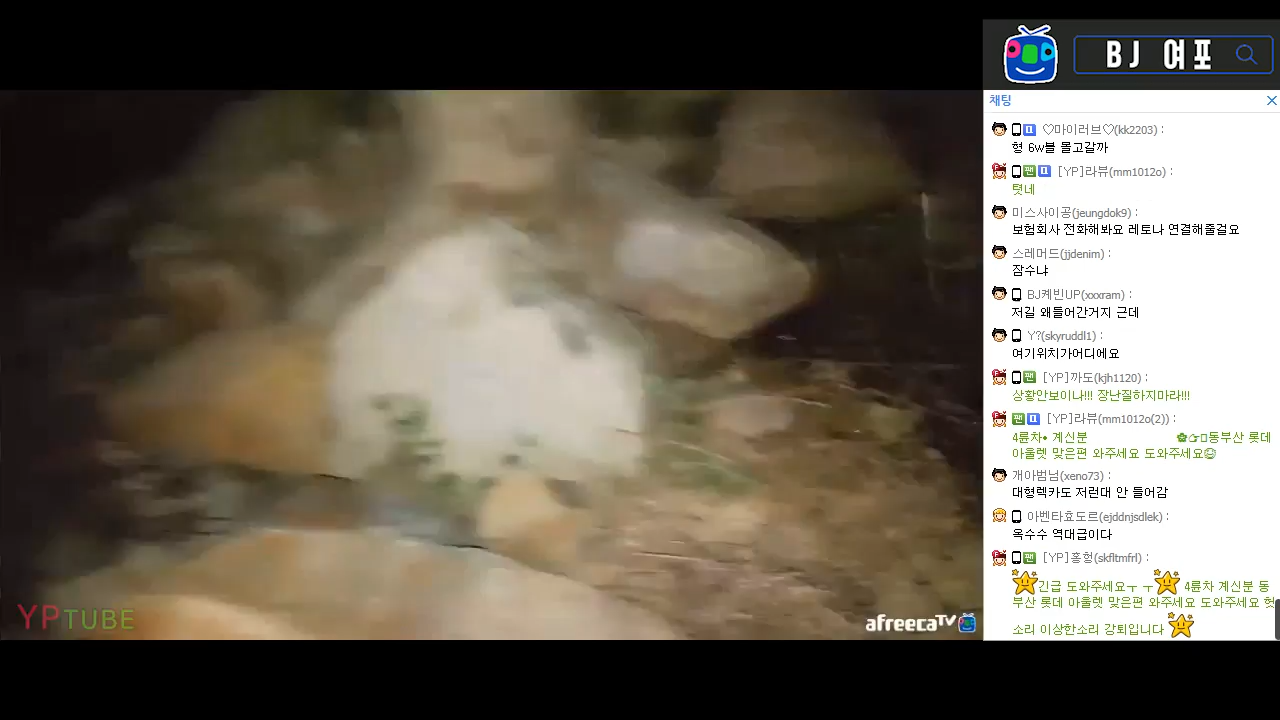 BJ 여포
채팅
♡마이러브♡(kk2203) :
형 6w블 몰고갈까
[YP]라뷰(mm1012o) :
텻네
미스사이공(jeungdok9) :
보험회사 전화해봐요 레토나 연결해줄걸요
스레머드(jjdenim) :
잠수냐
BJ케빈UP(xxxram) :
저길 왜들어간거지 근데
Y?(skyruddl1) :
여기위치가어디에요
[YP]까도(kjh1120) :
상황안보이나!!! 장난질하지마라!!!
[YP]라뷰(mm1012o(2)) :
4륜차• 계신분 ✿☞동부산 롯데
아울렛 맞은편 와주세요 도와주세요☺
개아범님(xeno73) :
대형렉카도 저런대 안 들어감
아벤타효도르(ejddnjsdlek) :
옥수수 역대급이다
[YP]홍형(skfltmfrl) :
긴급 도와주세요ㅜ ㅜ 4륜차 계신분 동
부산 롯데 아울렛 맞은편 와주세요 도와주세요 헛
소리 이상한소리 강퇴입니다
YPTUBE
afreecaTV